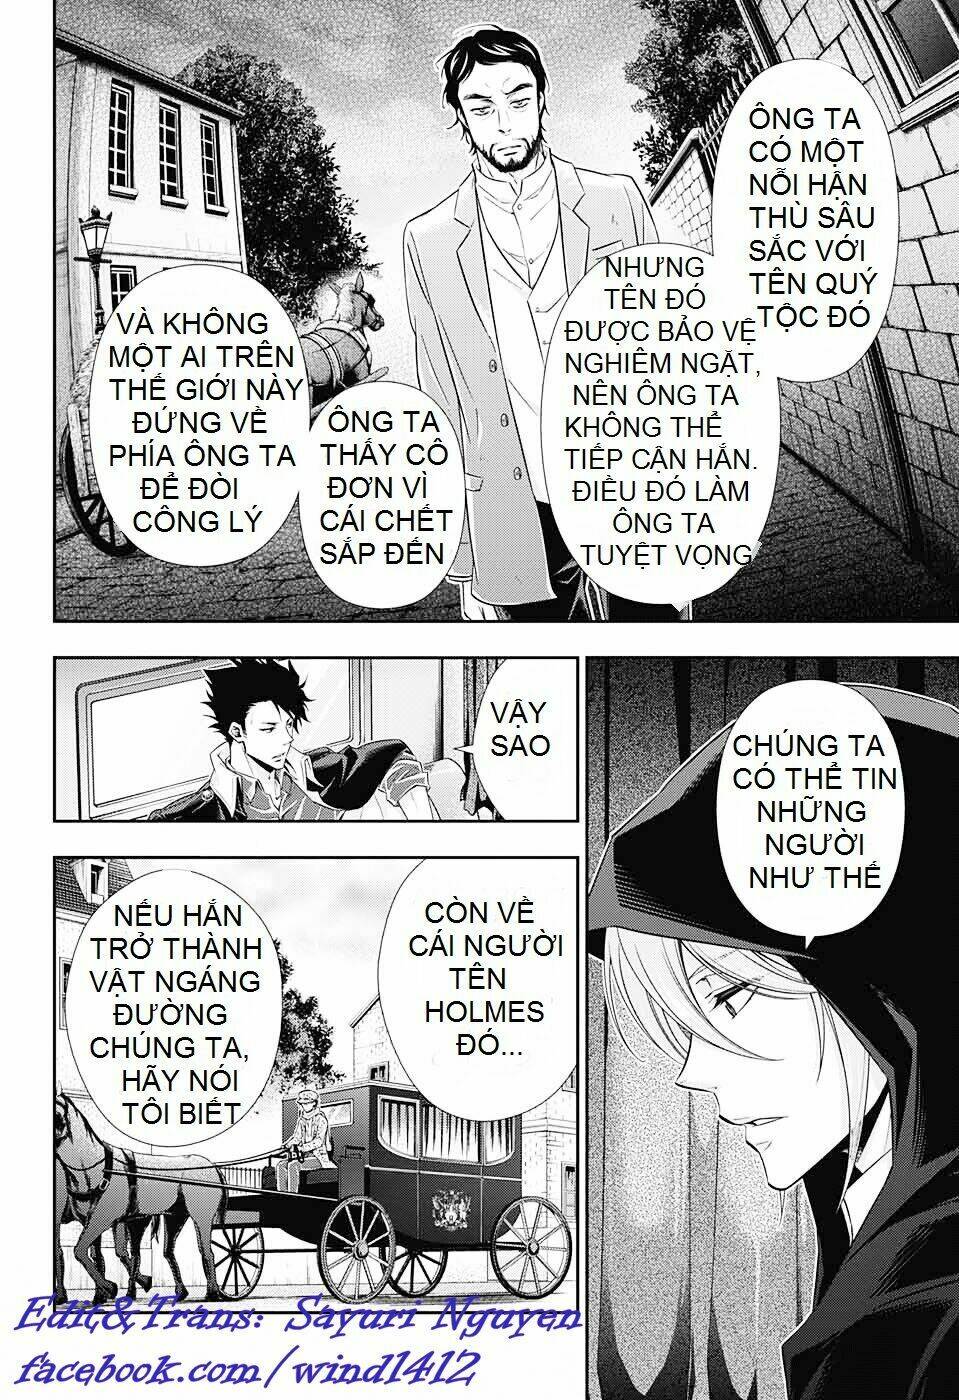 ÔNG TA
CÓ MỘT
NỖI HẬN
THÙ SÂU
SẮC VỚI
TÊN QUÝ
TỘC ĐÓ
NHƯNG
TÊN ĐÓ
ĐƯỢC BẢO VỆ
NGHIÊM NGẶT,
NÊN ÔNG TA
KHÔNG THỂ
TIẾP CẬN HẮN.
ĐIỀU ĐÓ LÀM
ÔNG TA
TUYỆT VỌNG
ÔNG TA
THẤY CÔ
ĐƠN VÌ
CÁI CHẾT
SẮP ĐẾN
VÀ KHÔNG
MỘT AI TRÊN
THẾ GIỚI NÀY
ĐỨNG VỀ
PHÍA ÔNG TA
ĐỂ ĐÒI
CÔNG LÝ
CHÚNG TA
CÓ THỂ TIN
NHỮNG
NGƯỜI
NHƯ THẾ
VẬY
SAO
CÒN VỀ
CÁI NGƯỜI
TÊN
HOLMES
ĐÓ...
NẾU HẮN
TRỞ THÀNH
VẬT NGÁNG
ĐƯỜNG
CHÚNG TA,
HÃY NÓI
TÔI BIẾT
Edit&Trans: Sayuri Nguyen
facebook.com/wind1412